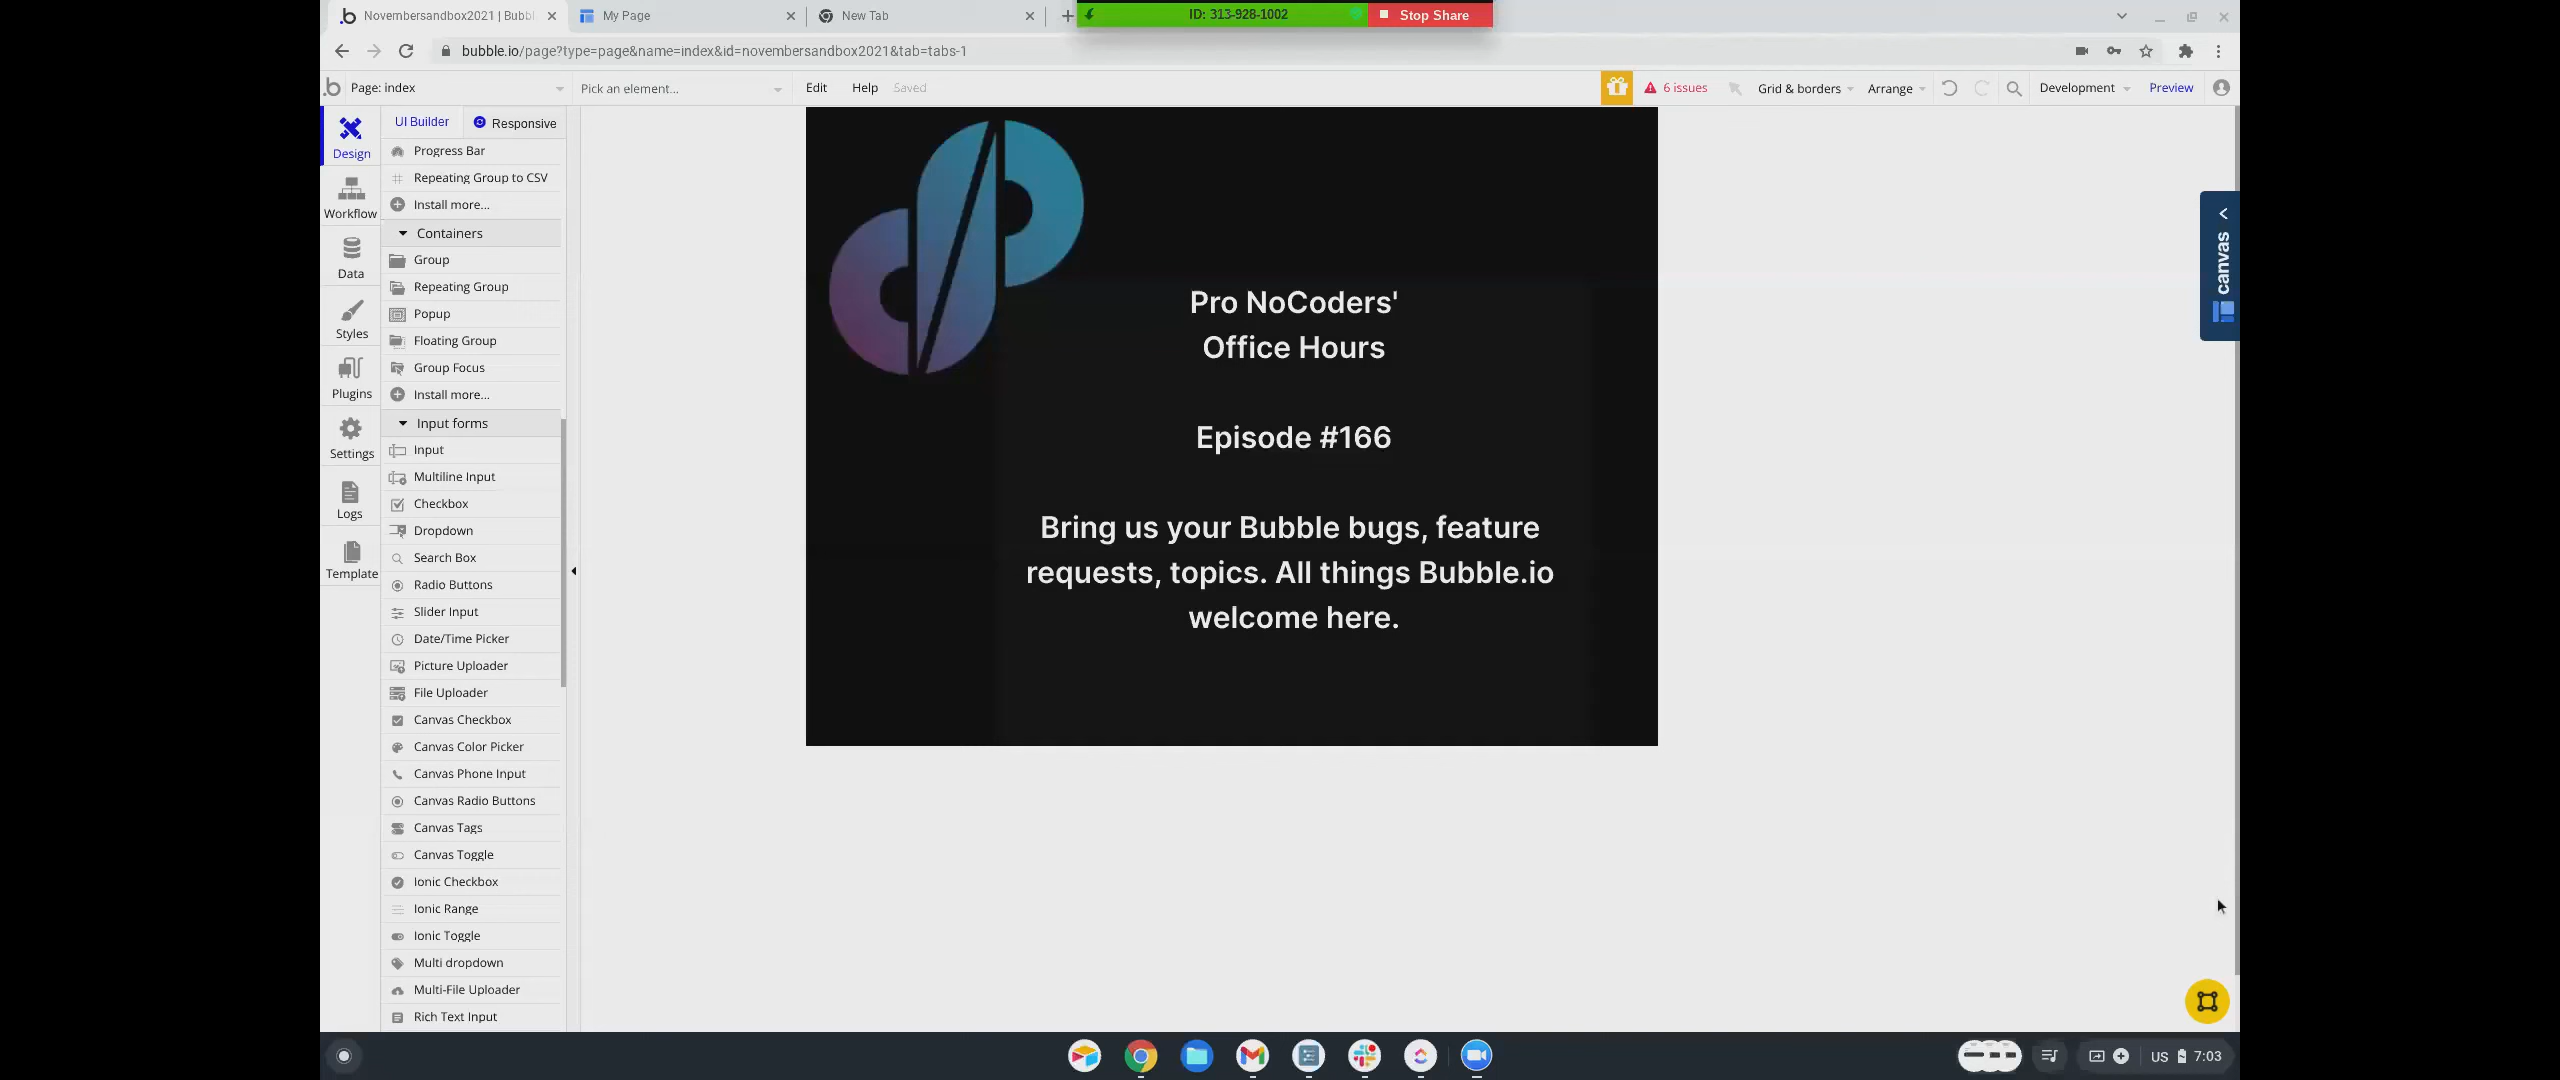 Novembersandbox2021 | Bubbl
My Page
New Tab
ID: 313-928-1002
Stop Share
bubble.io/page?type=page&name=index&id=novembersandbox2021&tab=tabs-1
Page: index
Pick an element...
Edit
Help
Saved
6 issues
Grid & borders
Arrange
Development
Preview
Design
Workflow
Data
Styles
Plugins
Settings
Logs
Template
UI Builder
Responsive
Progress Bar
Repeating Group to CSV
Install more...
Containers
Group
Repeating Group
Popup
Floating Group
Group Focus
Install more...
Input forms
Input
Multiline Input
Checkbox
Dropdown
Search Box
Radio Buttons
Slider Input
Date/Time Picker
Picture Uploader
File Uploader
Canvas Checkbox
Canvas Color Picker
Canvas Phone Input
Canvas Radio Buttons
Canvas Tags
Canvas Toggle
Ionic Checkbox
Ionic Range
Ionic Toggle
Multi dropdown
Multi-File Uploader
Rich Text Input
Pro NoCoders'
Office Hours
Episode #166
Bring us your Bubble bugs, feature
requests, topics. All things Bubble.io
welcome here.
canvas
US
7:03